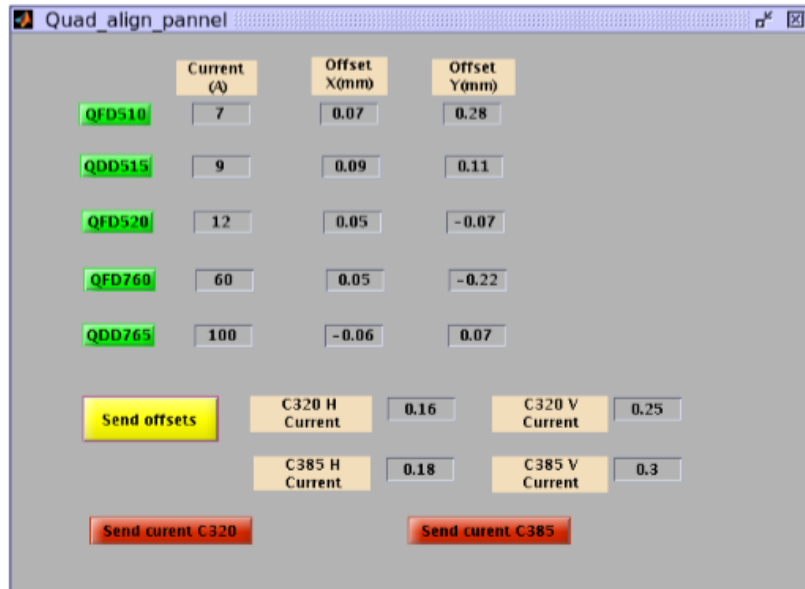 Quad_align_pannel
Current Offset Offset
(A) X(mm) Y(mm)
QFD510 7 0.07 0.28
QDD515 9 0.09 0.11
QFD520 12 0.05 -0.07
QFD760 60 0.05 -0.22
QDD765 100 -0.06 0.07
Send offsets
C320 H
Current
0.16
C320 V
Current
0.25
C385 H
Current
0.18
C385 V
Current
0.3
Send curent C320 Send curent C385